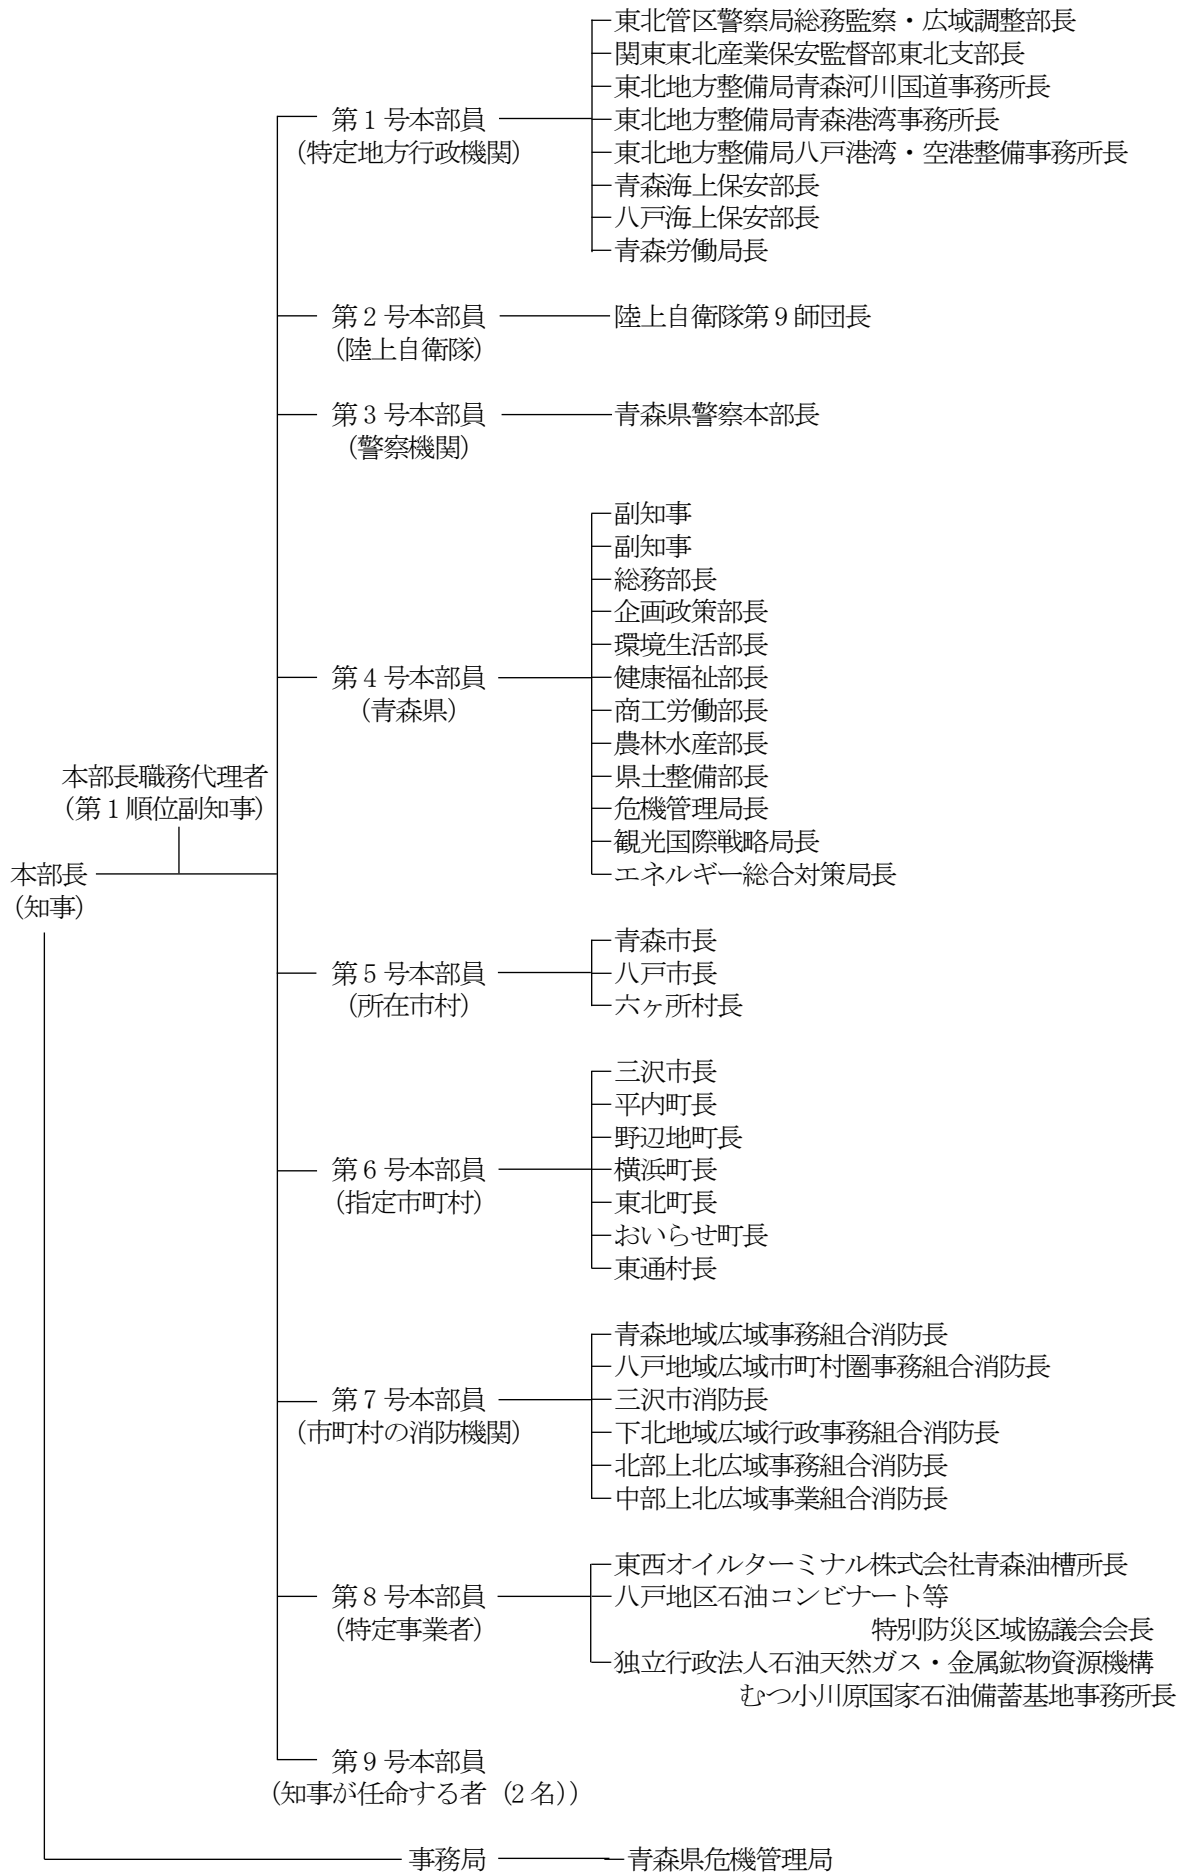 東北管区警察局総務監察・広域調整部長
関東東北産業保安監督部東北支部長
東北地方整備局青森河川国道事務所長
第１号本部員
東北地方整備局青森港湾事務所長
（特定地方行政機関）
東北地方整備局八戸港湾・空港整備事務所長
青森海上保安部長
八戸海上保安部長
青森労働局長
第２号本部員
陸上自衛隊第９師団長
（陸上自衛隊）
第３号本部員
青森県警察本部長
（警察機関）
副知事
副知事
総務部長
企画政策部長
環境生活部長
第４号本部員
健康福祉部長
（青森県）
商工労働部長
農林水産部長
本部長職務代理者
県土整備部長
（第１順位副知事）
危機管理局長
観光国際戦略局長
本部長
エネルギー総合対策局長
（知事）
青森市長
第５号本部員
八戸市長
（所在市村）
六ヶ所村長
三沢市長
平内町長
野辺地町長
第６号本部員
横浜町長
（指定市町村）
東北町長
おいらせ町長
東通村長
青森地域広域事務組合消防長
八戸地域広域市町村圏事務組合消防長
第７号本部員
三沢市消防長
（市町村の消防機関）
下北地域広域行政事務組合消防長
北部上北広域事務組合消防長
中部上北広域事業組合消防長
東西オイルターミナル株式会社青森油槽所長
第８号本部員
八戸地区石油コンビナート等
（特定事業者）
特別防災区域協議会会長
独立行政法人石油天然ガス・金属鉱物資源機構
むつ小川原国家石油備蓄基地事務所長
第９号本部員
（知事が任命する者（２名））
事務局
青森県危機管理局